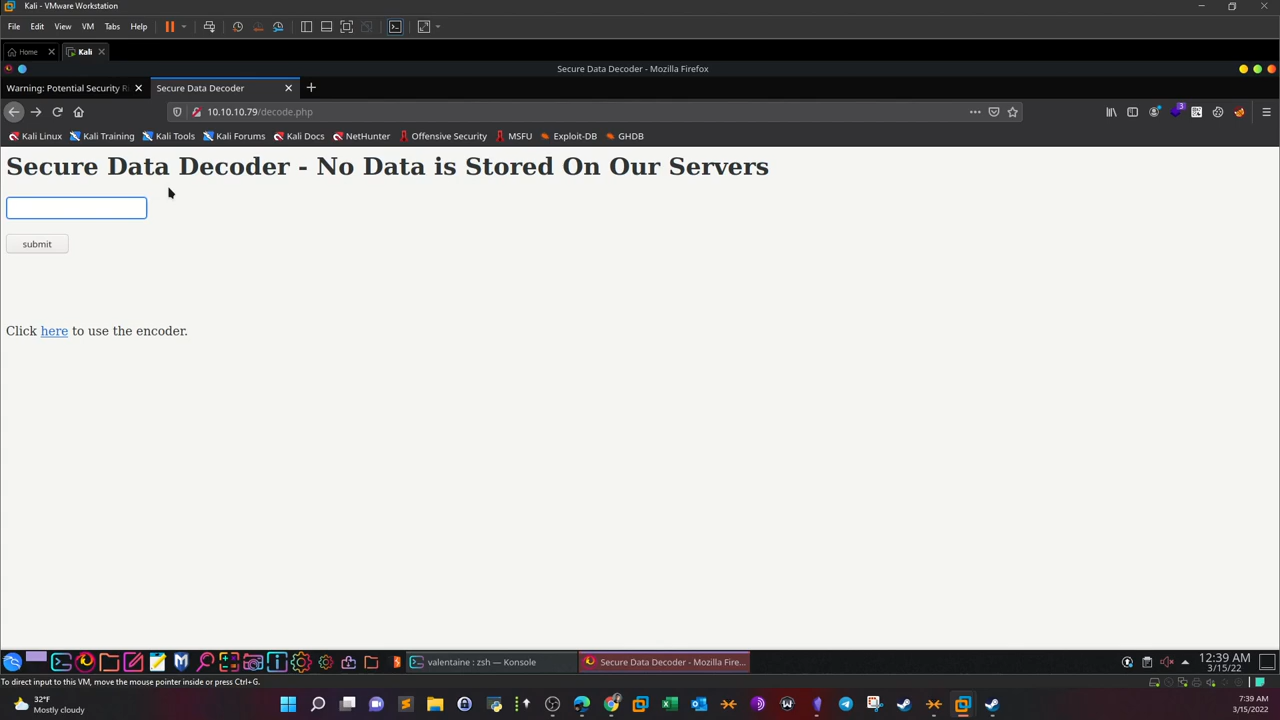 Kali - VMware Workstation
File Edit View VM Tabs Help
Home Kali
Secure Data Decoder - Mozilla Firefox
Warning: Potential Security Ri Secure Data Decoder
10.10.10.79/decode.php
3
Kali Linux Kali Training Kali Tools Kali Forums Kali Docs NetHunter Offensive Security MSFU Exploit-DB GHDB
Secure Data Decoder - No Data is Stored On Our Servers
submit
Click here to use the encoder.
valentaine : zsh — Konsole Secure Data Decoder - Mozilla Fire...
12:39 AM
3/15/22
To direct input to this VM, move the mouse pointer inside or press Ctrl+G.
32°F
Mostly cloudy
7:39 AM
3/15/2022